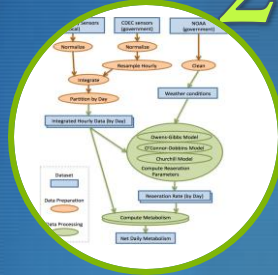 sensors
CDEC sensors
(government)
NOAA
(government)
Normalize
Normalize
Resample Hourly
Clean
Integrate
Partition by Day
Weather conditions
Integrated Hourly Data (by Day)
Owens-Gibbs Model
O'Connor-Dobbins Model
Churchill Model
Compute Reaeration
Parameters
Dataset
Data Preparation
Data Processing
Reaeration Rate (by Day)
Compute Metabolism
Net Daily Metabolism